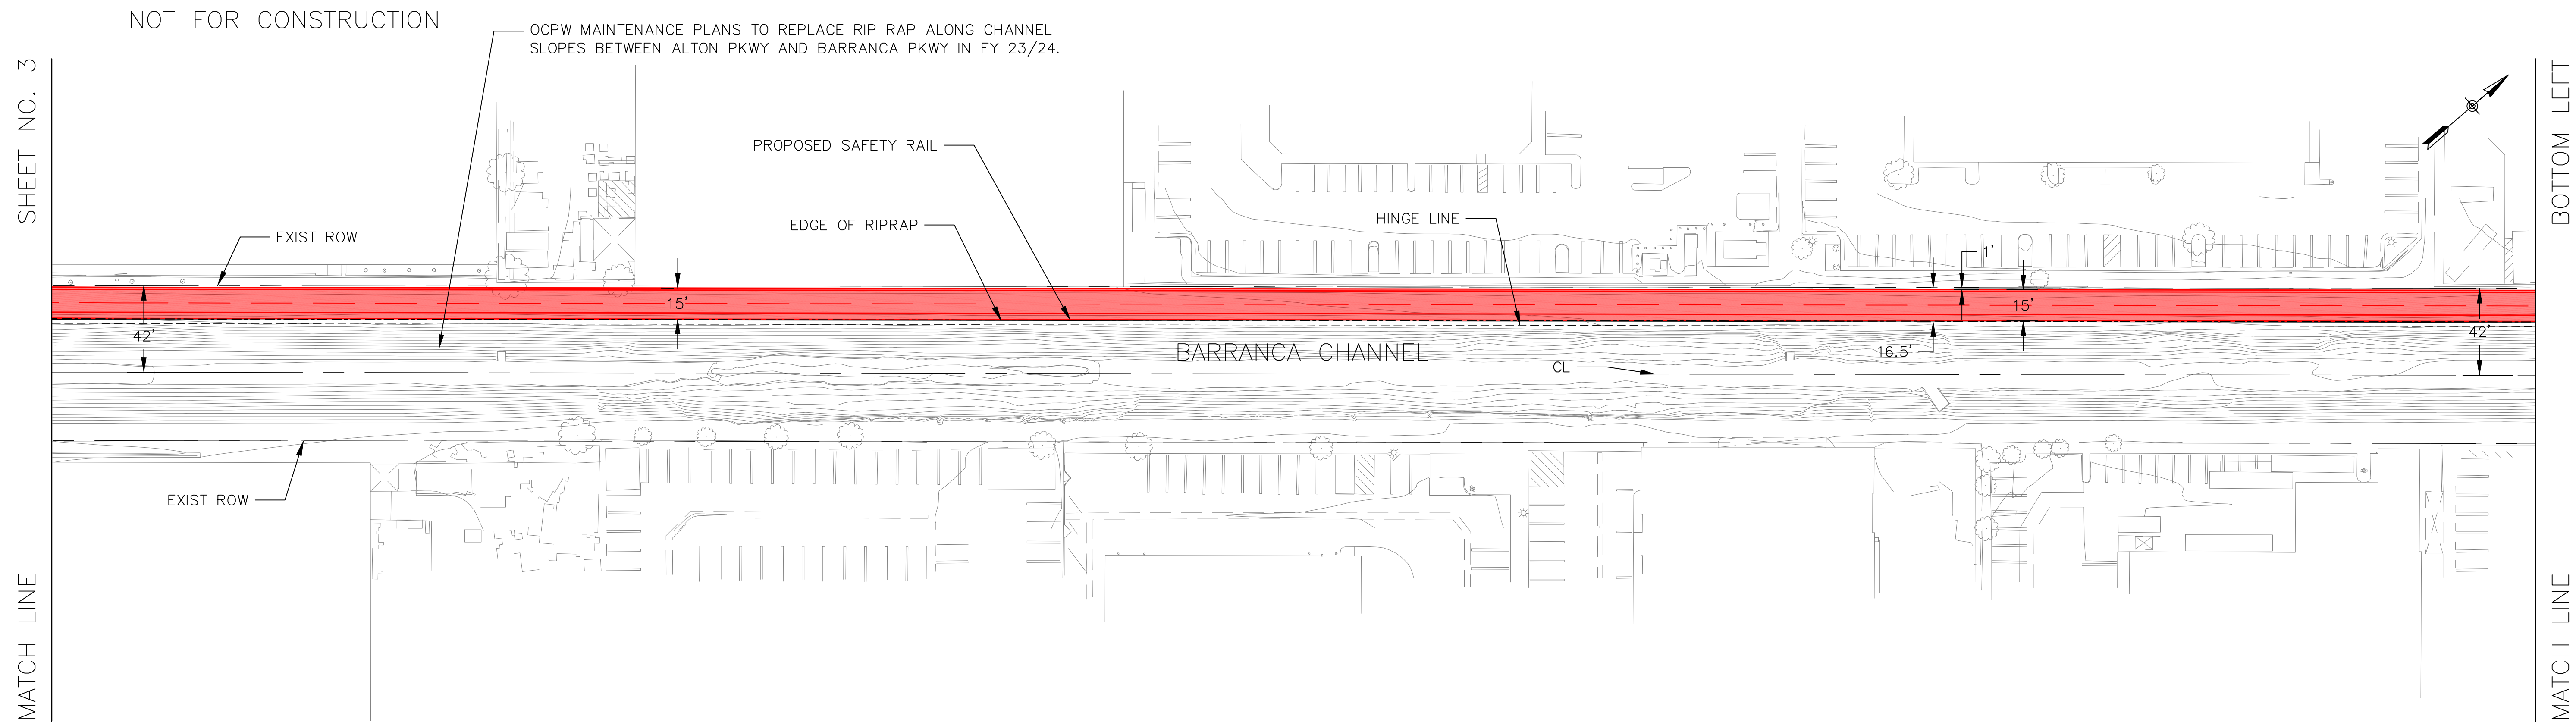 NOT FOR CONSTRUCTION
OCPW MAINTENANCE PLANS TO REPLACE RIP RAP ALONG CHANNEL
SLOPES BETWEEN ALTON PKWY AND BARRANCA PKWY IN FY 23/24.
SHEET NO. 3
BOTTOM LEFT
PROPOSED SAFETY RAIL
EDGE OF RIPRAP
HINGE LINE
EXIST ROW
1'
15'
15'
42'
42'
16.5'
BARRANCA CHANNEL
CL
EXIST ROW
MATCH LINE
MATCH LINE